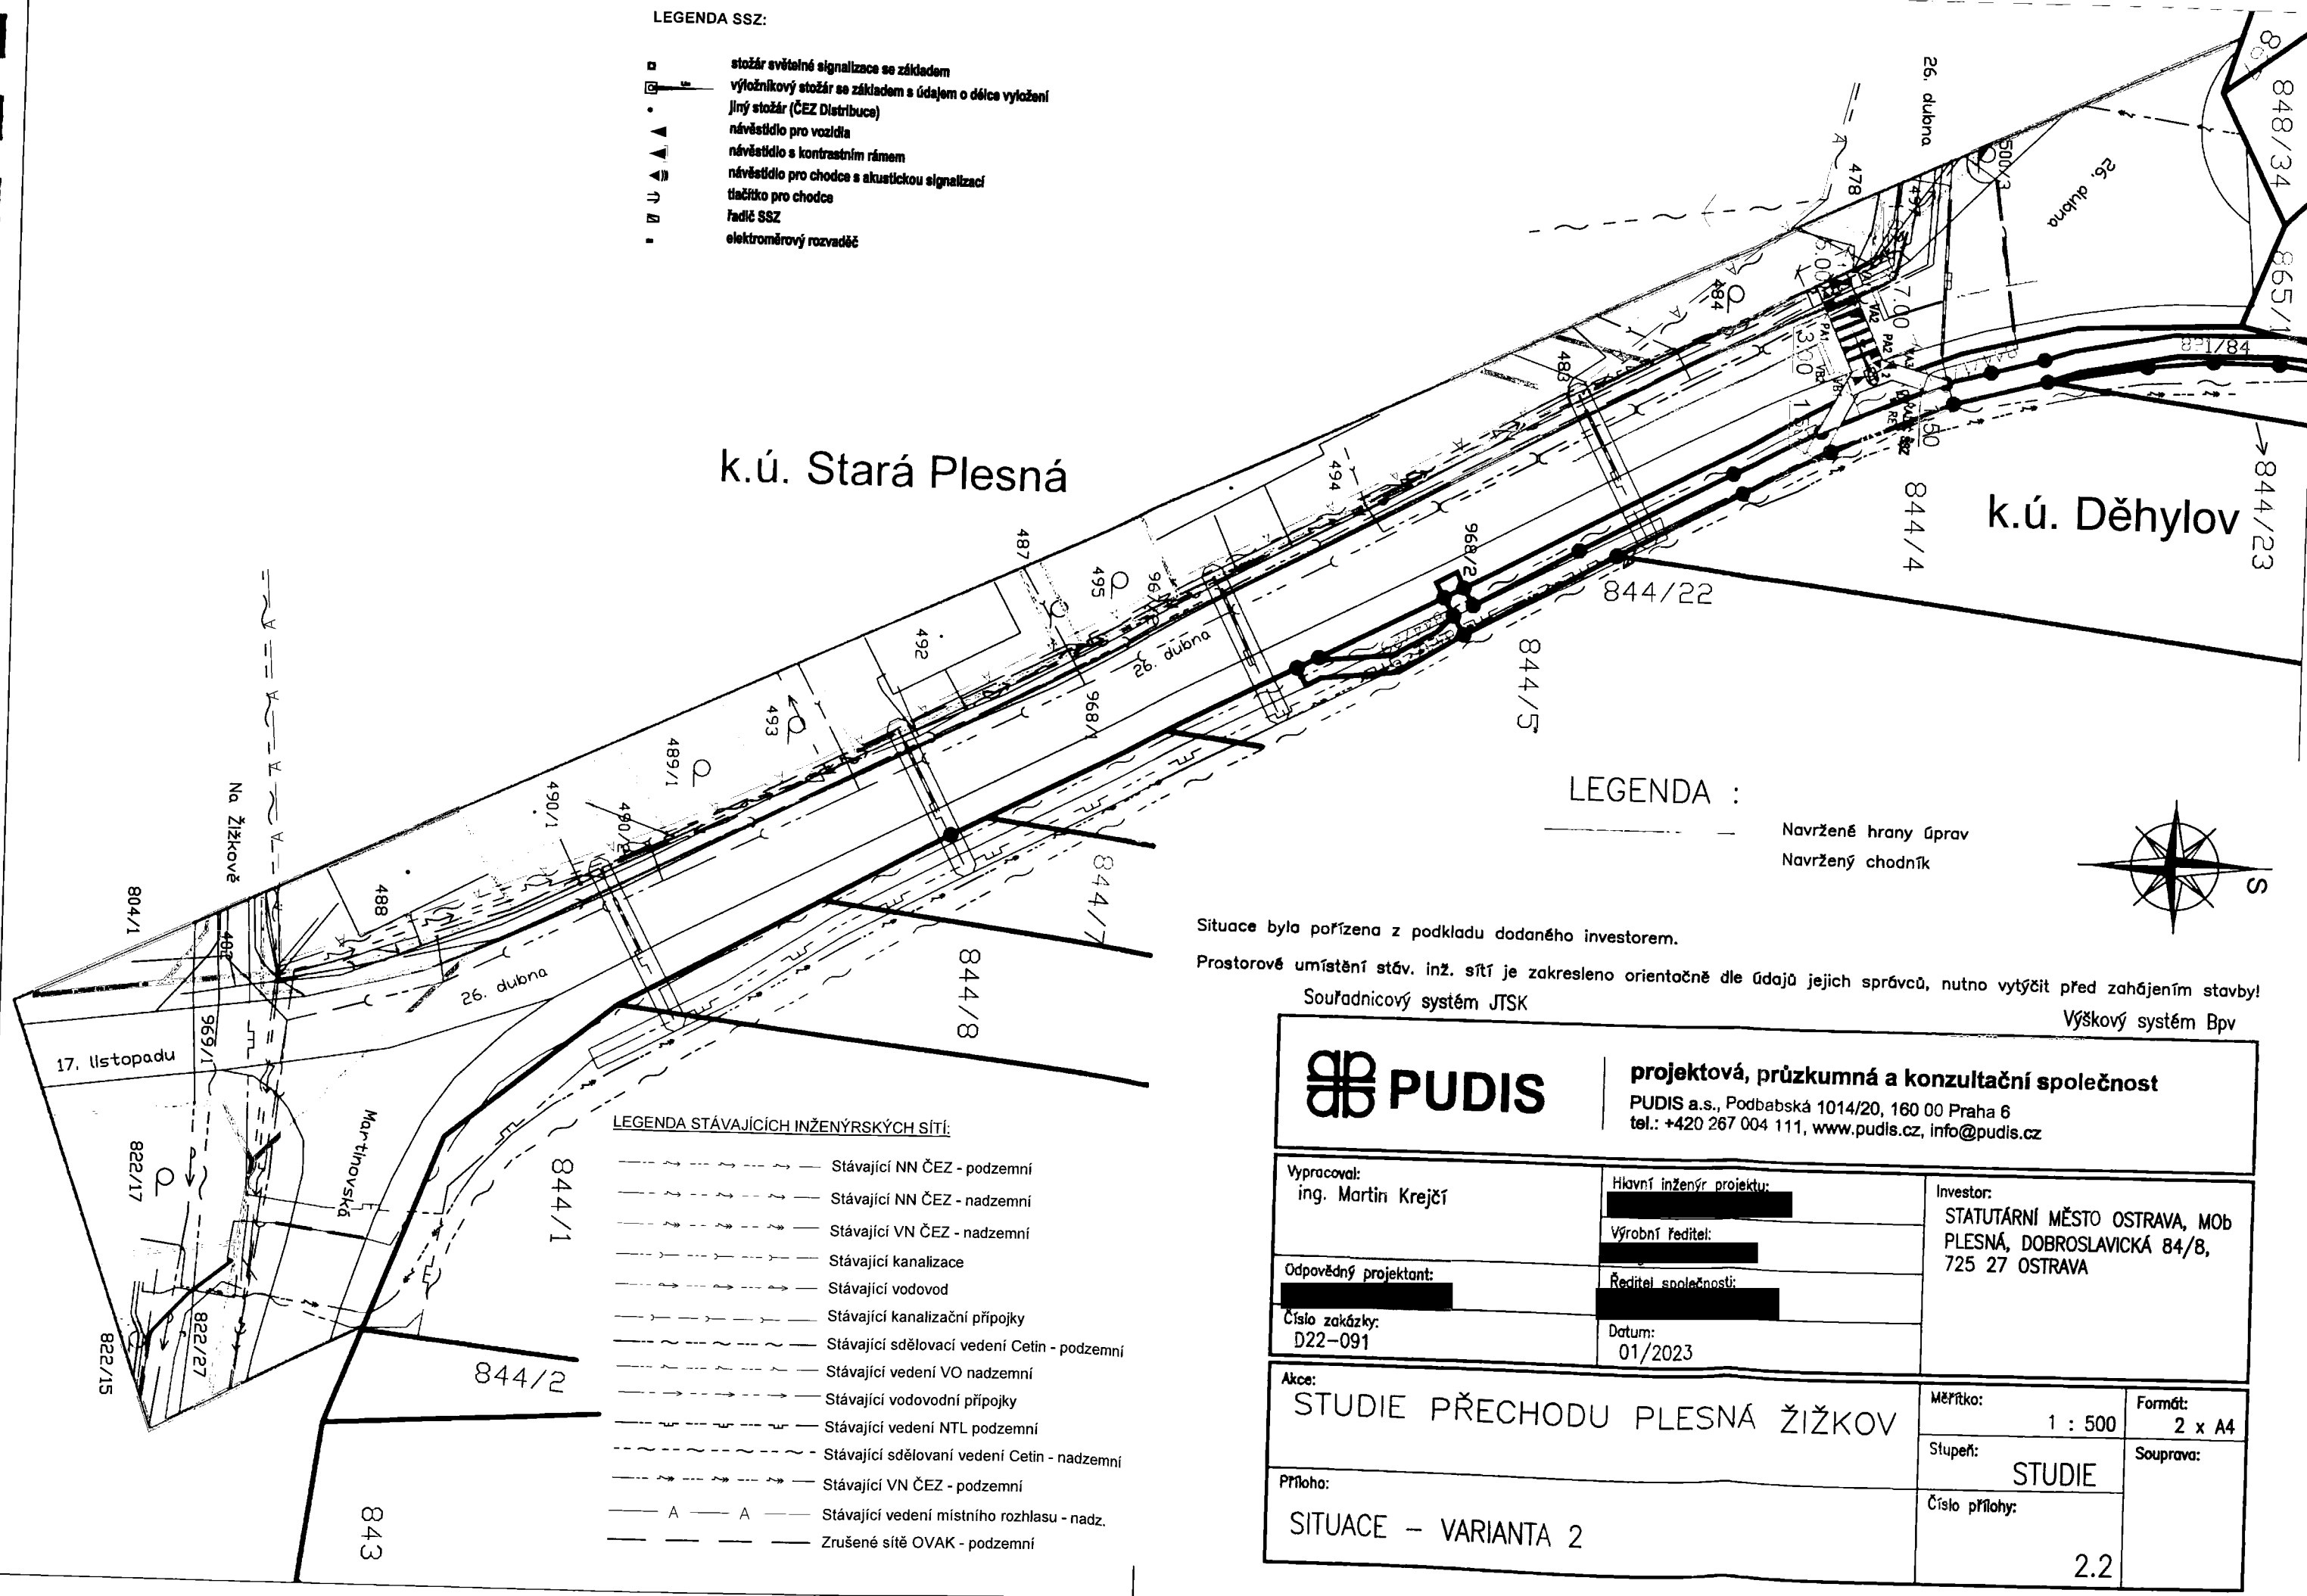 LEGENDA SSZ:
stožár světelné signalizace se základem
výložníkový stožár se základem s údajem o délce vyložení
jiný stožár (ČEZ Distribuce)
návěstidlo pro vozidla
návěstidlo s kontrastním rámem
návěstidlo pro chodce s akustickou signalizací
tlačítko pro chodce
řadič SSZ
elektroměrový rozvaděč
26. dubna
26. dubna
848/34
865/1
500/3
478
484
483
7.00
3.00
VA2
PA1
PA2
VB2
844/23
844/4
k.ú. Stará Plesná
k.ú. Děhylov
494
968/2
844/22
844/5
487
495
492
26. dubna
968/1
493
489/1
490/1
488
Na Žižkově
804/1
26. dubna
844/7
844/8
17. listopadu
969/1
Martinovská
822/17
822/27
822/15
844/1
844/2
843
LEGENDA :
Navržené hrany úprav
Navržený chodník
S
Situace byla pořízena z podkladu dodaného investorem.
Prostorové umístění stáv. inž. sítí je zakresleno orientačně dle údajů jejich správců, nutno vytýčit před zahájením stavby!
Souřadnicový systém JTSK
Výškový systém Bpv
LEGENDA STÁVAJÍCÍCH INŽENÝRSKÝCH SÍTÍ:
Stávající NN ČEZ - podzemní
Stávající NN ČEZ - nadzemní
Stávající VN ČEZ - nadzemní
Stávající kanalizace
Stávající vodovod
Stávající kanalizační přípojky
Stávající sdělovací vedení Cetin - podzemní
Stávající vedení VO nadzemní
Stávající vodovodní přípojky
Stávající vedení NTL podzemní
Stávající sdělovaní vedení Cetin - nadzemní
Stávající VN ČEZ - podzemní
A A Stávající vedení místního rozhlasu - nadz.
Zrušené sítě OVAK - podzemní
PUDIS
projektová, průzkumná a konzultační společnost
PUDIS a.s., Podbabská 1014/20, 160 00 Praha 6
tel.: +420 267 004 111, www.pudis.cz, info@pudis.cz
Vypracoval:
ing. Martin Krejčí
Hlavní inženýr projektu:
Výrobní ředitel:
Investor:
STATUTÁRNÍ MĚSTO OSTRAVA, MOb
PLESNÁ, DOBROSLAVICKÁ 84/8,
725 27 OSTRAVA
Odpovědný projektant:
Ředitel společnosti:
Číslo zakázky:
D22-091
Datum:
01/2023
Akce:
STUDIE PŘECHODU PLESNÁ ŽIŽKOV
Měřítko:
1 : 500
Formát:
2 x A4
Stupeň:
STUDIE
Souprava:
Příloha:
SITUACE - VARIANTA 2
Číslo přílohy:
2.2